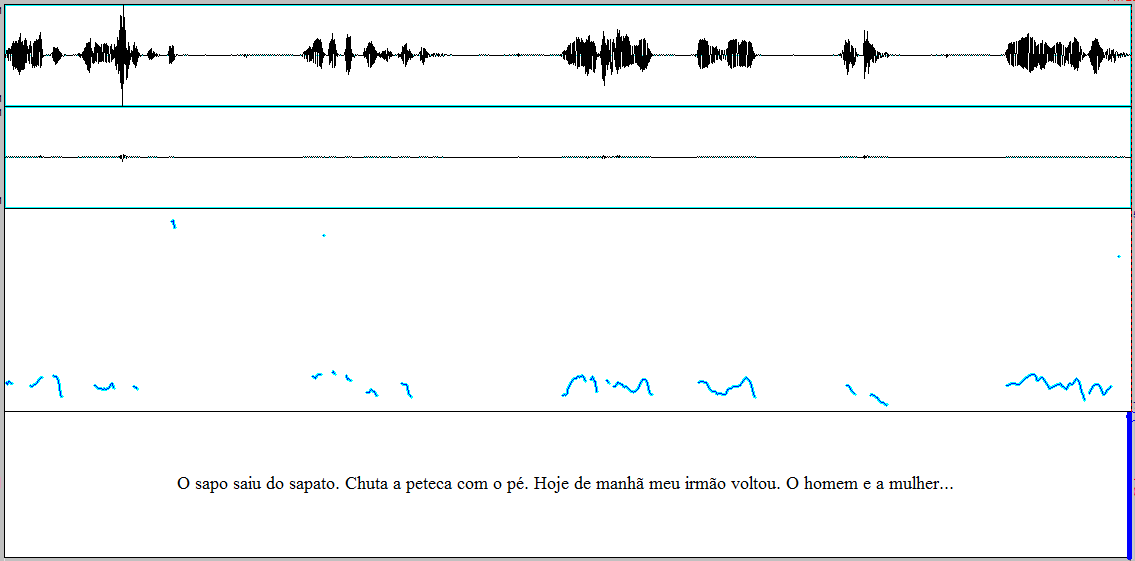 O sapo saiu do sapato. Chuta a peteca com o pé. Hoje de manhã meu irmão voltou. O homem e a mulher...